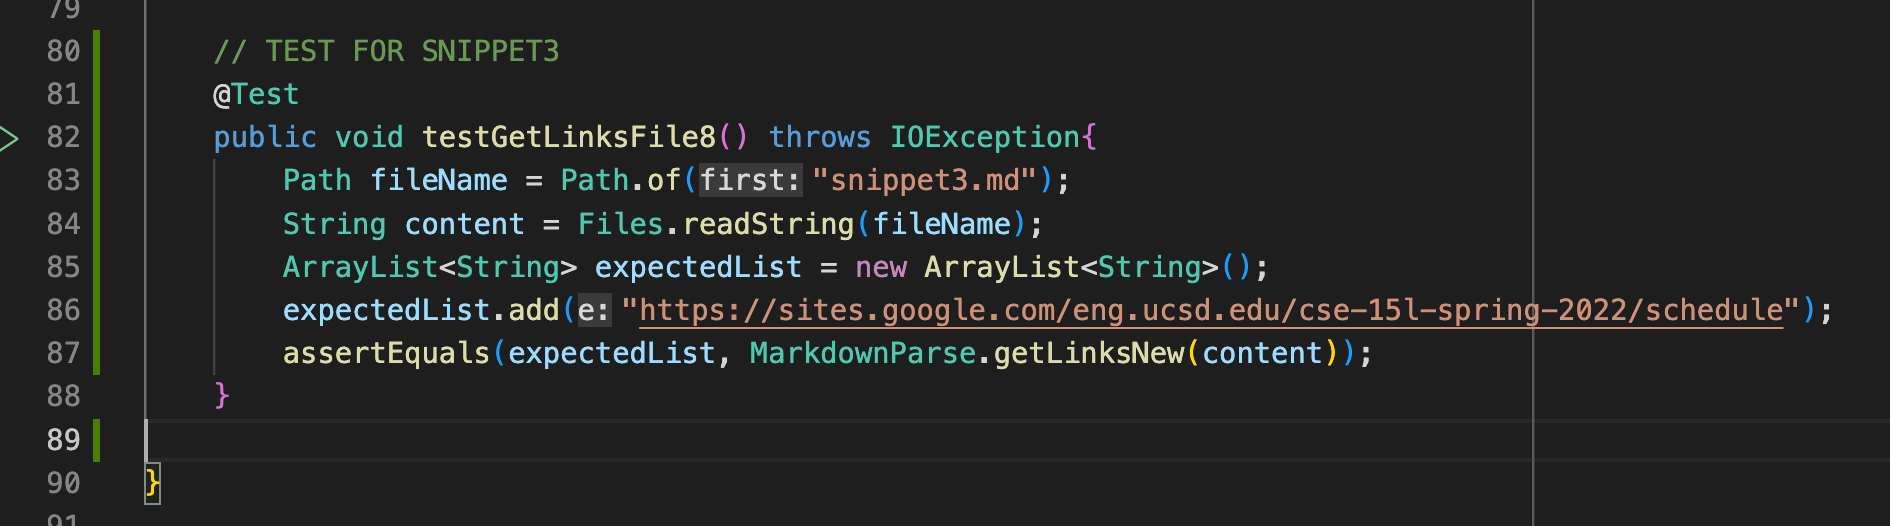 79
80 // TEST FOR SNIPPET3
81 @Test
82 public void testGetLinksFile8() throws IOException{
83 Path fileName = Path.of(first: "snippet3.md");
84 String content = Files.readString(fileName);
85 ArrayList<String> expectedList = new ArrayList<String>();
86 expectedList.add(e: "https://sites.google.com/eng.ucsd.edu/cse-15l-spring-2022/schedule");
87 assertEquals(expectedList, MarkdownParse.getLinksNew(content));
88 }
89
90 }
91